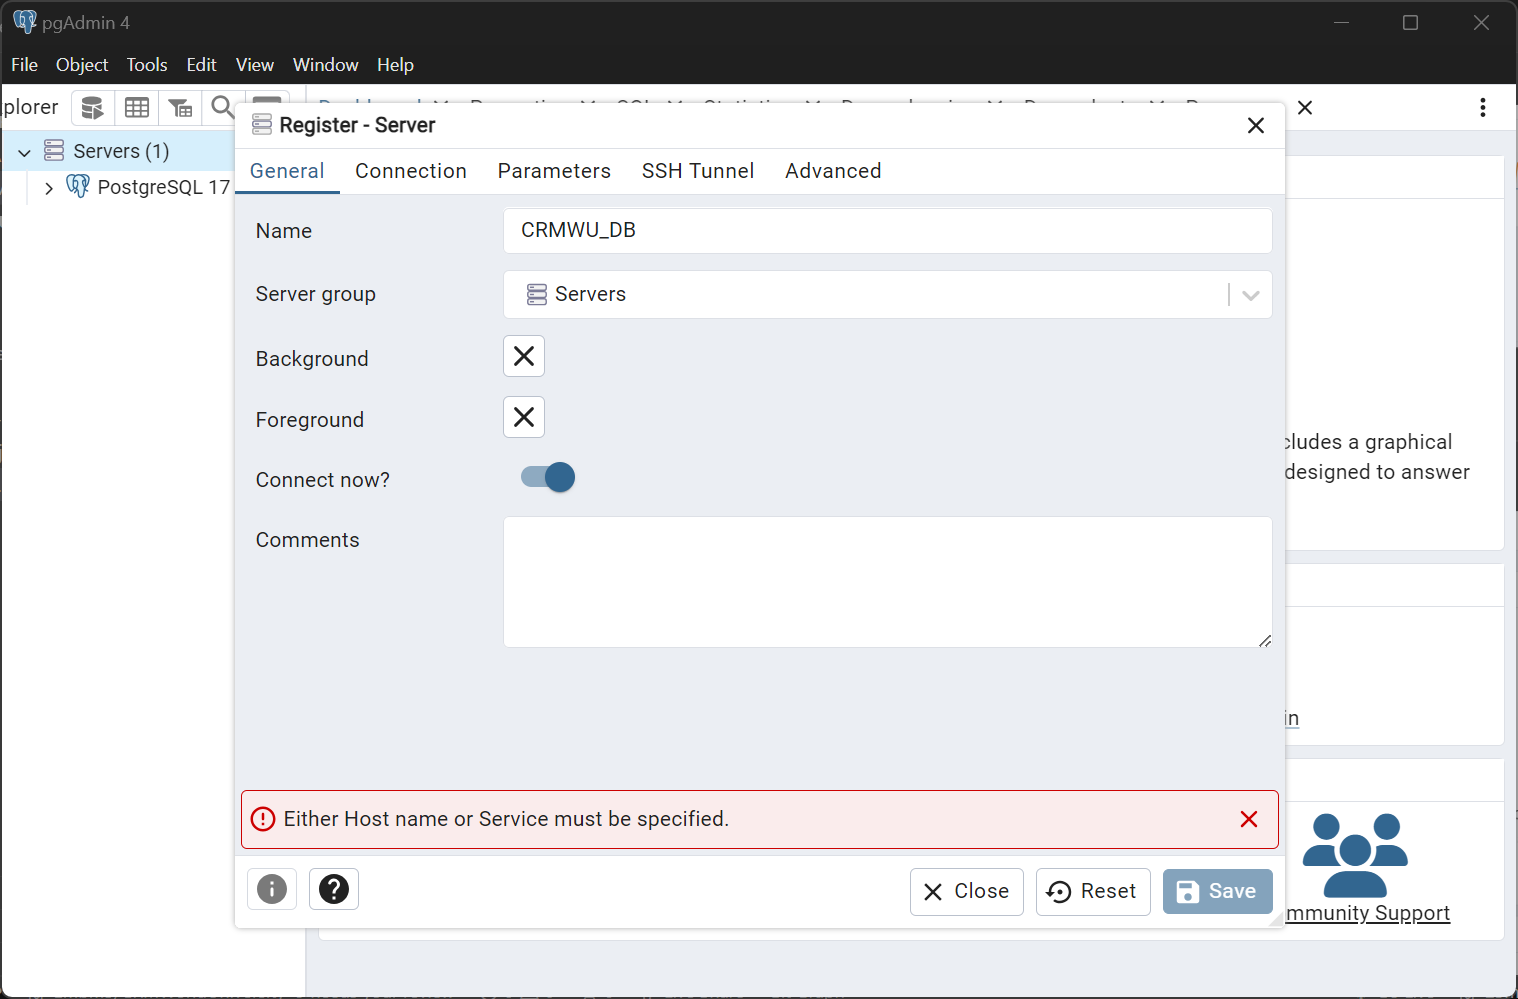 pgAdmin 4
File Object Tools Edit View Window Help
plorer
Servers (1)
PostgreSQL 17
Register - Server
General Connection Parameters SSH Tunnel Advanced
Name CRMWU_DB
Server group Servers
Background
Foreground
Connect now?
Comments
cludes a graphical
designed to answer
in
Either Host name or Service must be specified.
Close Reset Save
mmunity Support